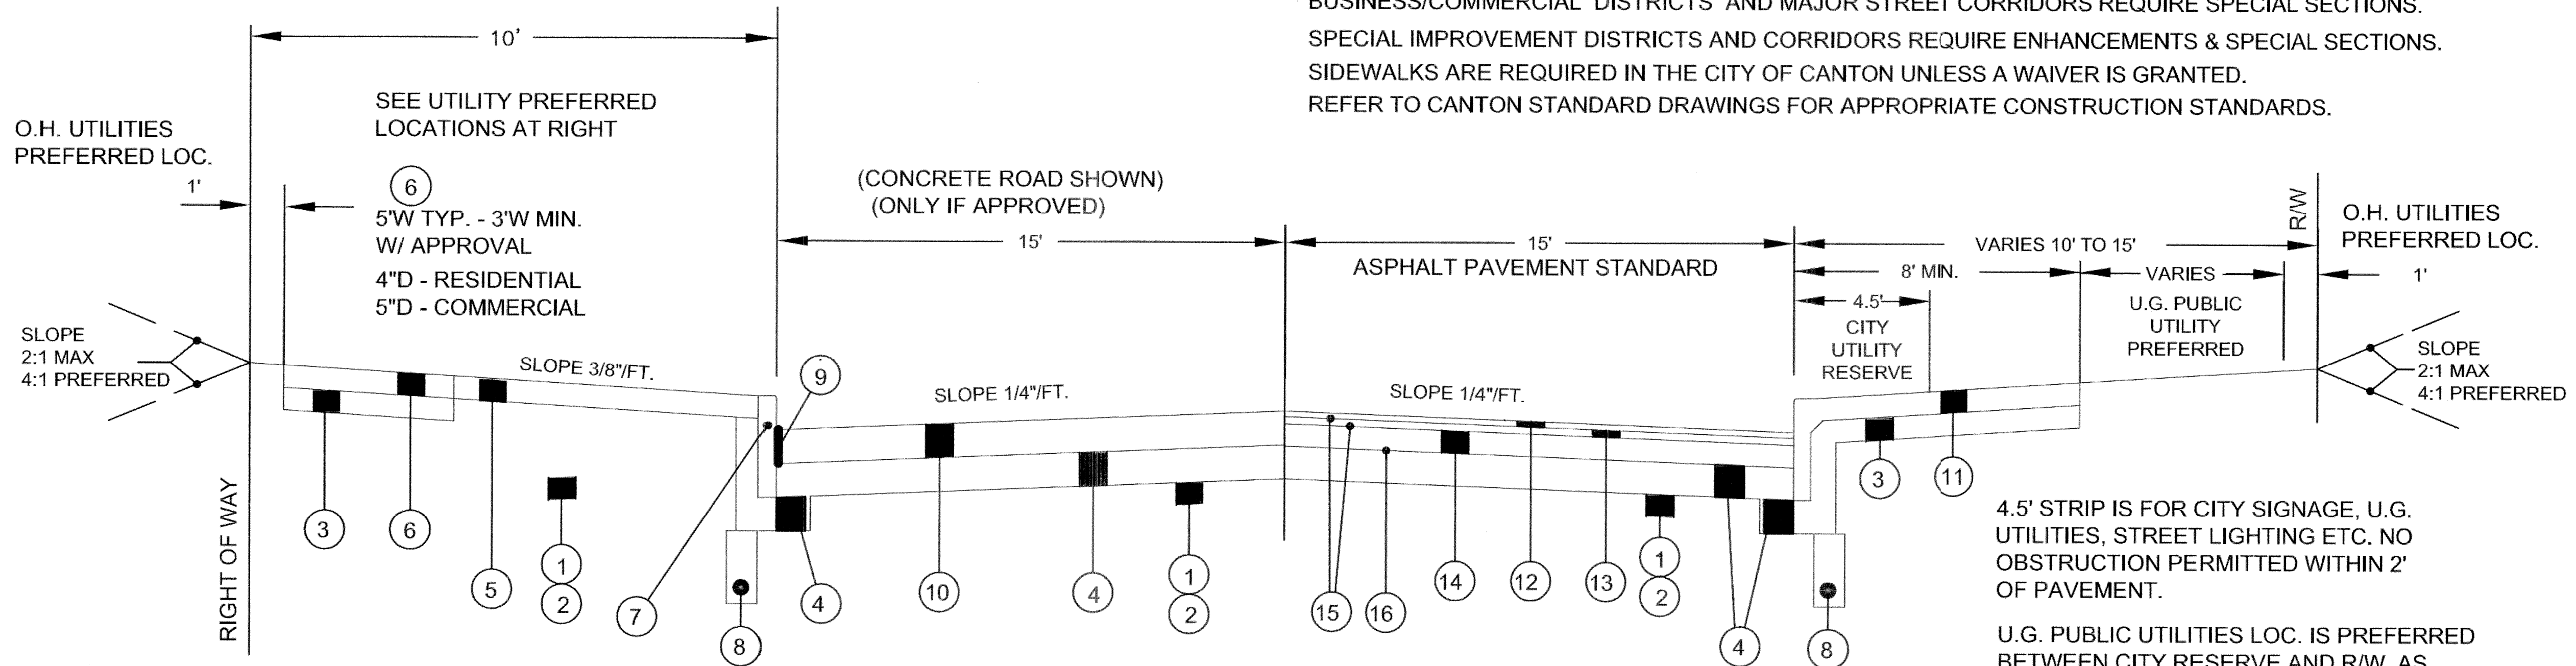 BUSINESS/COMMERCIAL DISTRICTS AND MAJOR STREET CORRIDORS REQUIRE SPECIAL SECTIONS.
SPECIAL IMPROVEMENT DISTRICTS AND CORRIDORS REQUIRE ENHANCEMENTS & SPECIAL SECTIONS.
SIDEWALKS ARE REQUIRED IN THE CITY OF CANTON UNLESS A WAIVER IS GRANTED.
REFER TO CANTON STANDARD DRAWINGS FOR APPROPRIATE CONSTRUCTION STANDARDS.
10'
SEE UTILITY PREFERRED
LOCATIONS AT RIGHT
O.H. UTILITIES
PREFERRED LOC.
1'
6
5'W TYP. - 3'W MIN.
W/ APPROVAL
4"D - RESIDENTIAL
5"D - COMMERCIAL
(CONCRETE ROAD SHOWN)
(ONLY IF APPROVED)
15'
15'
ASPHALT PAVEMENT STANDARD
VARIES 10' TO 15'
8' MIN.
VARIES
4.5'
CITY
UTILITY
RESERVE
U.G. PUBLIC
UTILITY
PREFERRED
R/W
O.H. UTILITIES
PREFERRED LOC.
1'
SLOPE
2:1 MAX
4:1 PREFERRED
SLOPE 3/8"/FT.
9
SLOPE 1/4"/FT.
SLOPE 1/4"/FT.
SLOPE
2:1 MAX
4:1 PREFERRED
RIGHT OF WAY
3
6
5
1
2
7
8
4
10
4
1
2
15
16
14
12
13
1
2
4
8
3
11
4.5' STRIP IS FOR CITY SIGNAGE, U.G.
UTILITIES, STREET LIGHTING ETC. NO
OBSTRUCTION PERMITTED WITHIN 2'
OF PAVEMENT.
U.G. PUBLIC UTILITIES LOC. IS PREFERRED
BETWEEN CITY RESERVE AND R/W, AS